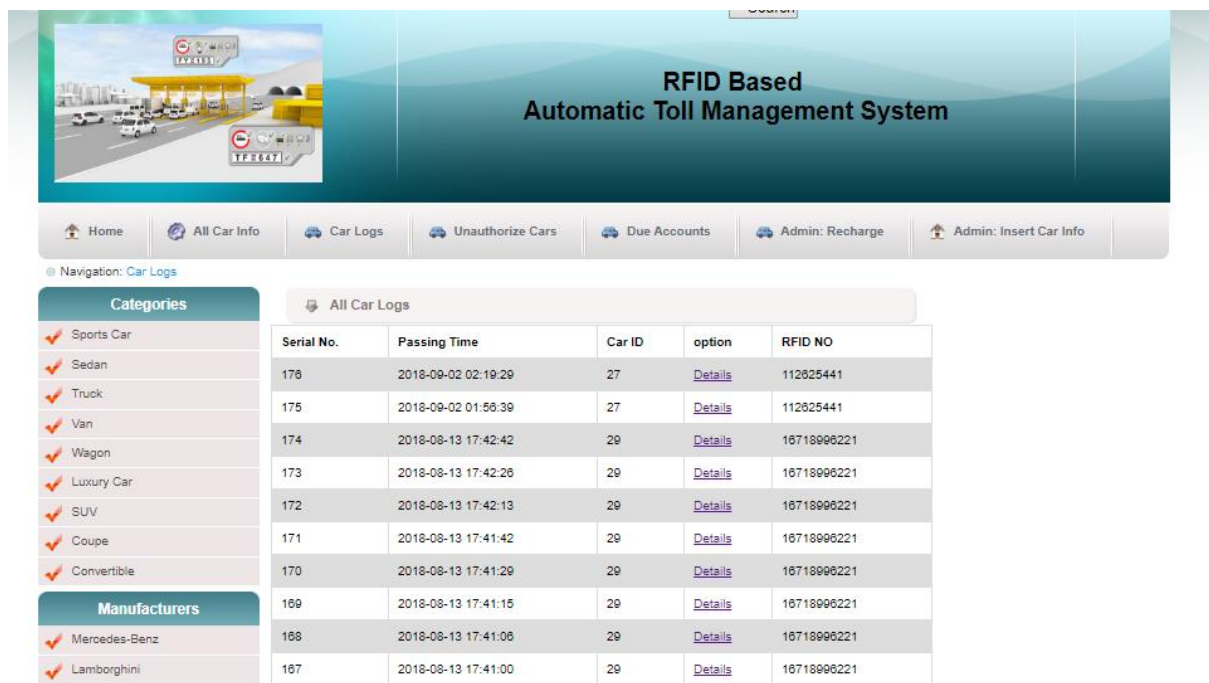 Search
RFID Based
Automatic Toll Management System
TF II 647
Home All Car Info Car Logs Unauthorize Cars Due Accounts Admin: Recharge Admin: Insert Car Info
Navigation: Car Logs
Categories
Sports Car
Sedan
Truck
Van
Wagon
Luxury Car
SUV
Coupe
Convertible
Manufacturers
Mercedes-Benz
Lamborghini
All Car Logs
Serial No. Passing Time Car ID option RFID NO
176 2018-09-02 02:19:29 27 Details 112625441
175 2018-09-02 01:56:39 27 Details 112625441
174 2018-08-13 17:42:42 29 Details 16718996221
173 2018-08-13 17:42:26 29 Details 16718996221
172 2018-08-13 17:42:13 29 Details 16718996221
171 2018-08-13 17:41:42 29 Details 16718996221
170 2018-08-13 17:41:29 29 Details 16718996221
169 2018-08-13 17:41:15 29 Details 16718996221
168 2018-08-13 17:41:06 29 Details 16718996221
167 2018-08-13 17:41:00 29 Details 16718996221